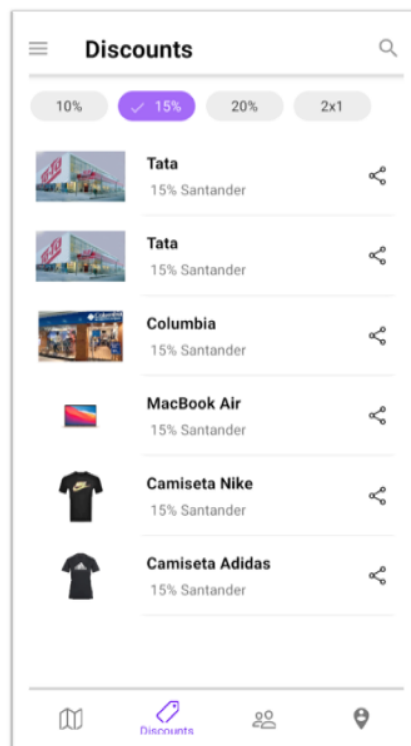 Discounts
10% 15% 20% 2x1
Tata
15% Santander
Tata
15% Santander
Columbia
15% Santander
MacBook Air
15% Santander
Camiseta Nike
15% Santander
Camiseta Adidas
15% Santander
Discounts